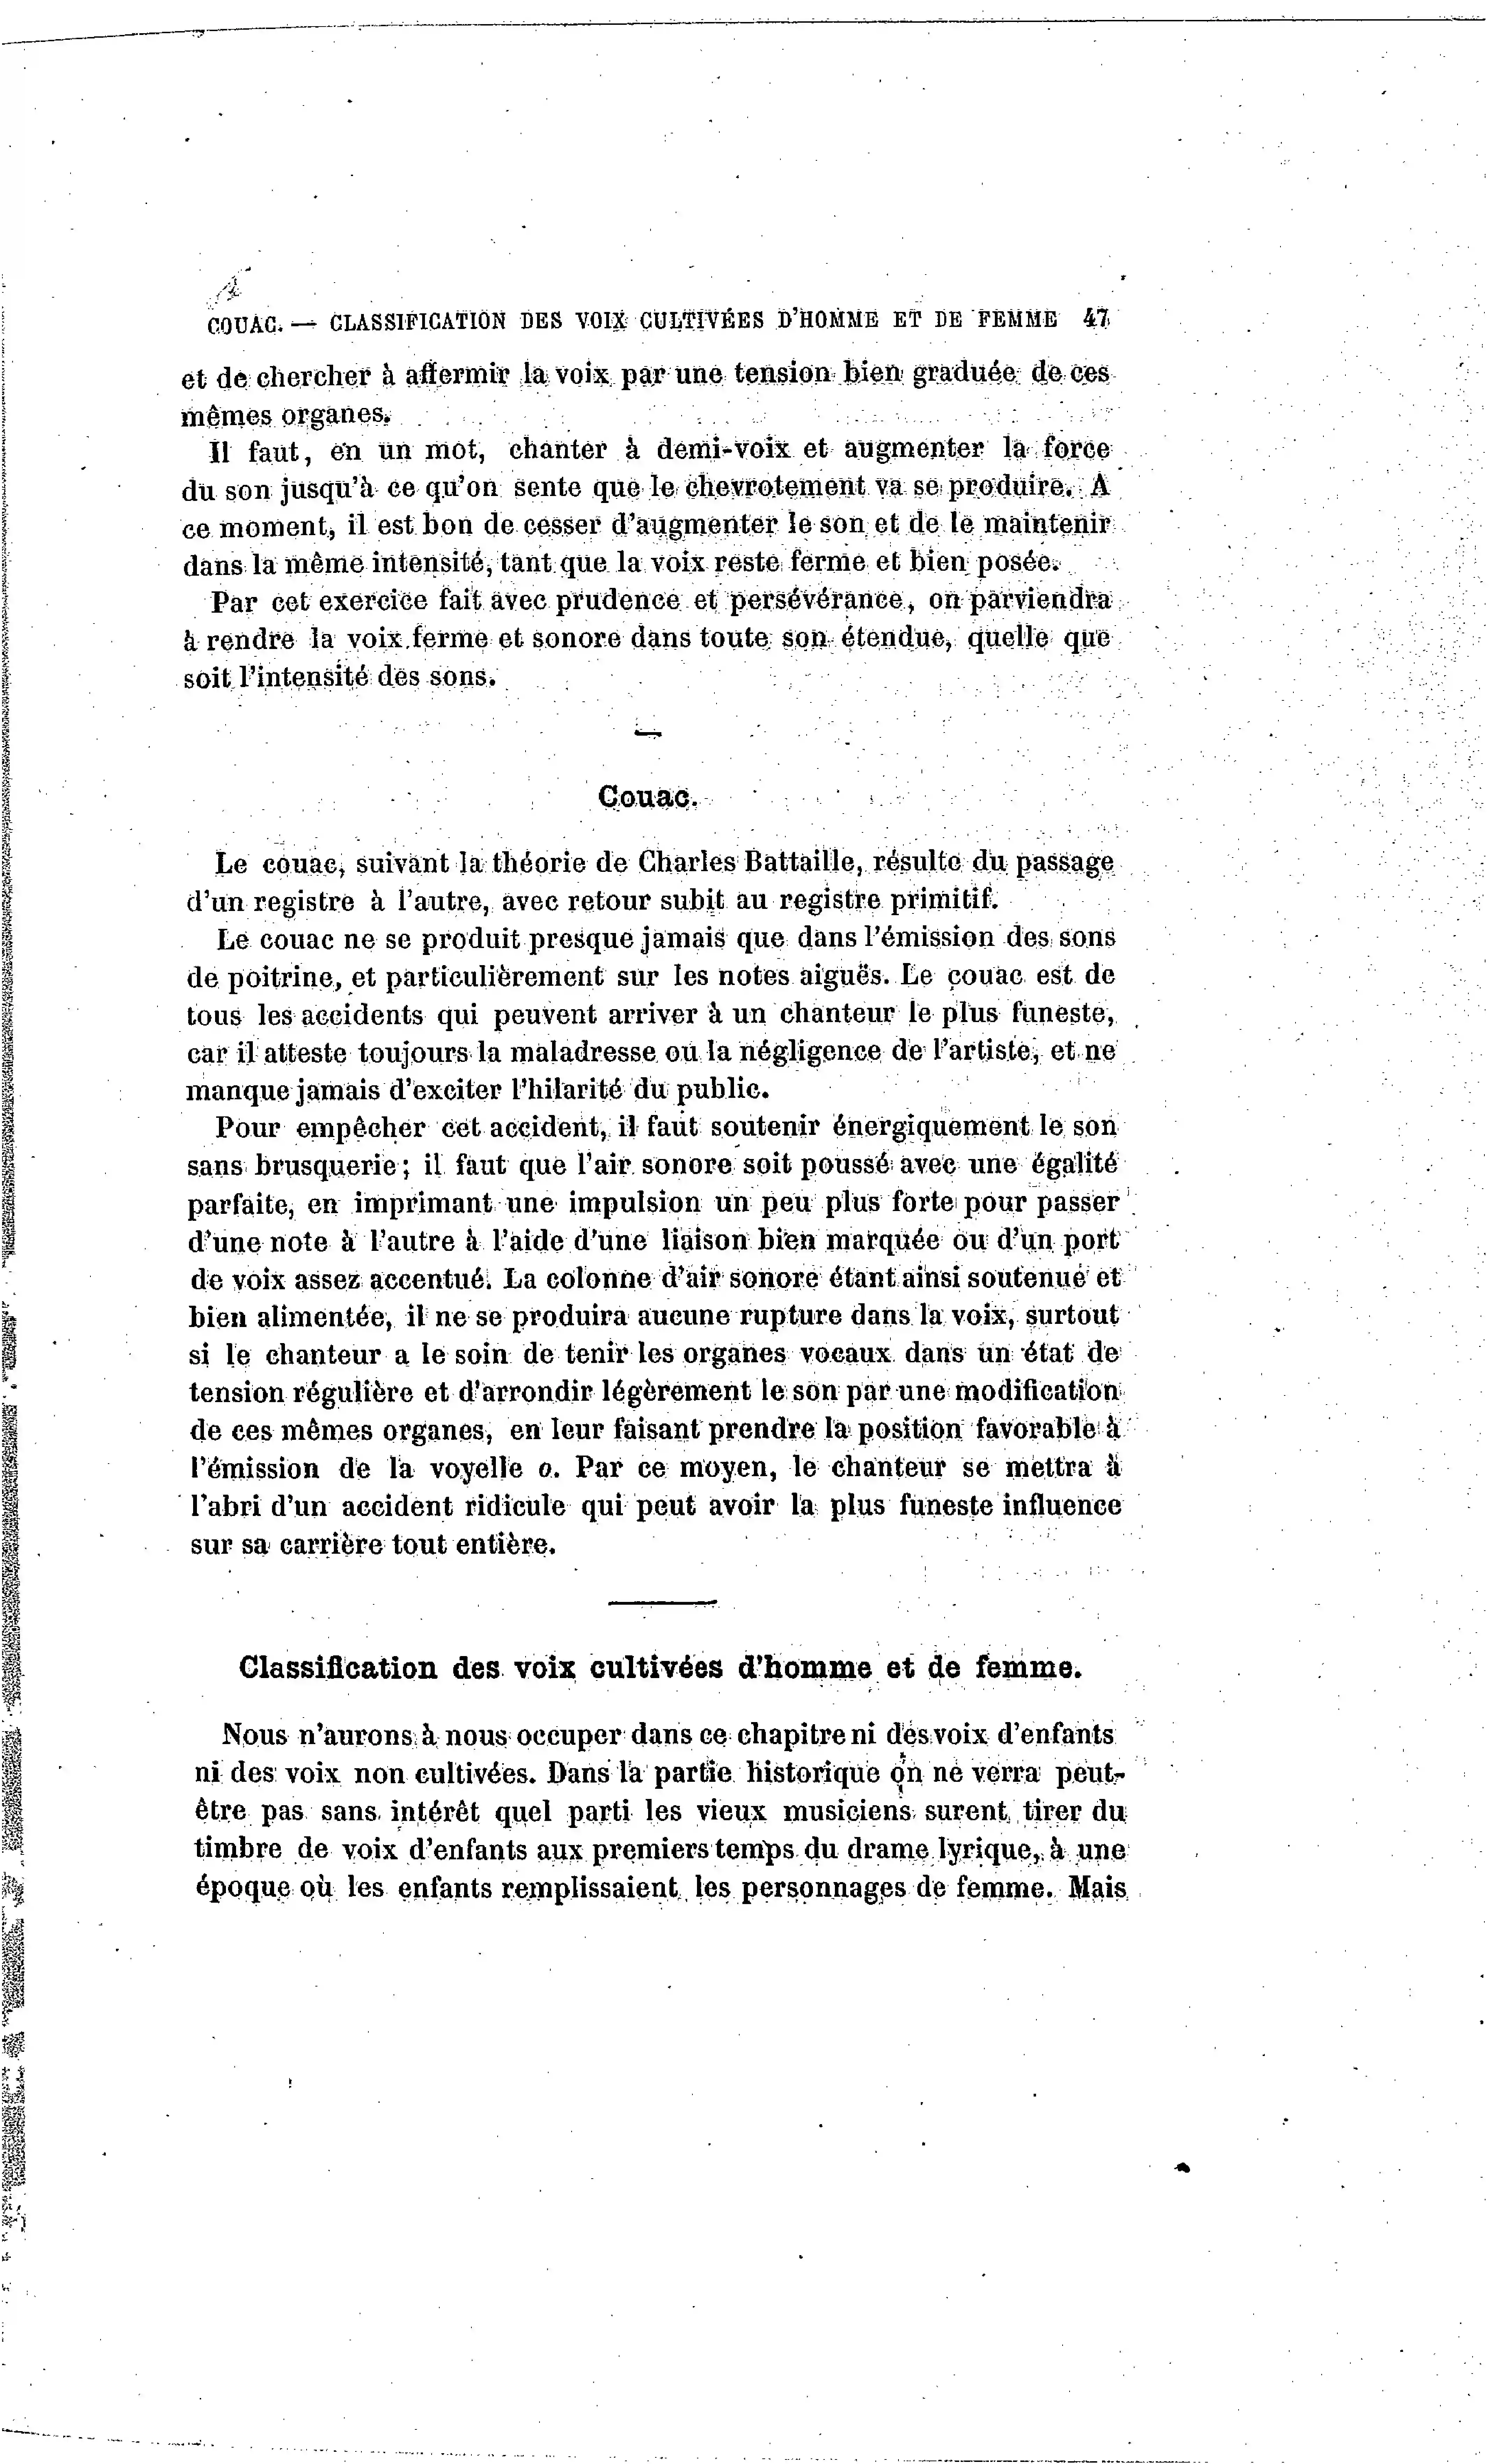 COUAC. — CLASSIFICATION DES VOIX CULTIVÉES D'HOMME ET DE FEMME 47
et de chercher à affermir la voix par une tension bien graduée de ces
mêmes organes.
Il faut, en un mot, chanter à demi-voix et augmenter la force
du son jusqu'à ce qu'on sente que le chevrotement va se produire. A
ce moment, il est bon de cesser d'augmenter le son et de le maintenir
dans la même intensité, tant que la voix reste ferme et bien posée.
Par cet exercice fait avec prudence et persévérance, on parviendra
à rendre la voix ferme et sonore dans toute son étendue, quelle que
soit l'intensité des sons.
Couac.
Le couac, suivant la théorie de Charles Battaille, résulte du passage
d'un registre à l'autre, avec retour subit au registre primitif.
Le couac ne se produit presque jamais que dans l'émission des sons
de poitrine, et particulièrement sur les notes aiguës. Le couac est de
tous les accidents qui peuvent arriver à un chanteur le plus funeste,
car il atteste toujours la maladresse ou la négligence de l'artiste, et ne
manque jamais d'exciter l'hilarité du public.
Pour empêcher cet accident, il faut soutenir énergiquement le son
sans brusquerie; il faut que l'air sonore soit poussé avec une égalité
parfaite, en imprimant une impulsion un peu plus forte pour passer
d'une note à l'autre à l'aide d'une liaison bien marquée ou d'un port
de voix assez accentué. La colonne d'air sonore étant ainsi soutenue et
bien alimentée, il ne se produira aucune rupture dans la voix, surtout
si le chanteur a le soin de tenir les organes vocaux dans un état de
tension régulière et d'arrondir légèrement le son par une modification
de ces mêmes organes, en leur faisant prendre la position favorable à
l'émission de la voyelle o. Par ce moyen, le chanteur se mettra à
l'abri d'un accident ridicule qui peut avoir la plus funeste influence
sur sa carrière tout entière.
Classification des voix cultivées d'homme et de femme.
Nous n'aurons à nous occuper dans ce chapitre ni des voix d'enfants
ni des voix non cultivées. Dans la partie historique on ne verra peut-
être pas sans intérêt quel parti les vieux musiciens surent tirer du
timbre de voix d'enfants aux premiers temps du drame lyrique, à une
époque où les enfants remplissaient les personnages de femme. Mais